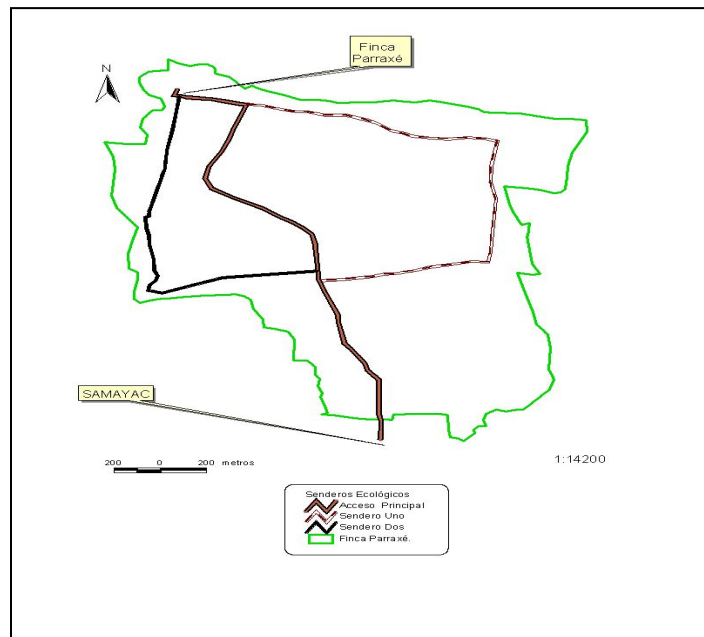 Finca
Parraxé
N
SAMAYAC
200 0 200 metros
1:14200
Senderos Ecológicos
Acceso Principal
Sendero Uno
Sendero Dos
Finca Parraxé.